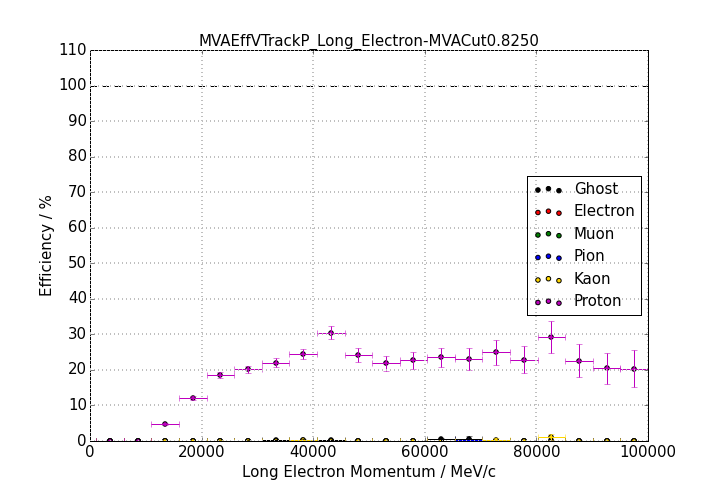 MVAEffVTrackP_Long_Electron-MVACut0.8250
110
100
90
80
70
60
50
40
30
20
10
0
Efficiency / %
Ghost
Electron
Muon
Pion
Kaon
Proton
0 20000 40000 60000 80000 100000
Long Electron Momentum / MeV/c